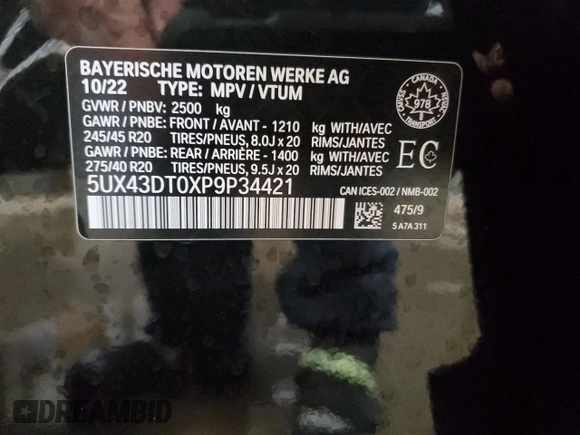 BAYERISCHE MOTOREN WERKE AG
10/22 TYPE: MPV / VTUM
GVWR / PNBV: 2500 kg
GAWR / PNBE: FRONT / AVANT - 1210 kg WITH/AVEC
245/45 R20 TIRES/PNEUS, 8.0J x 20 RIMS/JANTES
GAWR / PNBE: REAR / ARRIÈRE - 1400 kg WITH/AVEC
275/40 R20 TIRES/PNEUS, 9.5J x 20 RIMS/JANTES
5UX43DT0XP9P34421
CANADA
978
TRANSPORT
EC
CAN ICES-002 / NMB-002
475/9
5 A7A 311
DREAMBID